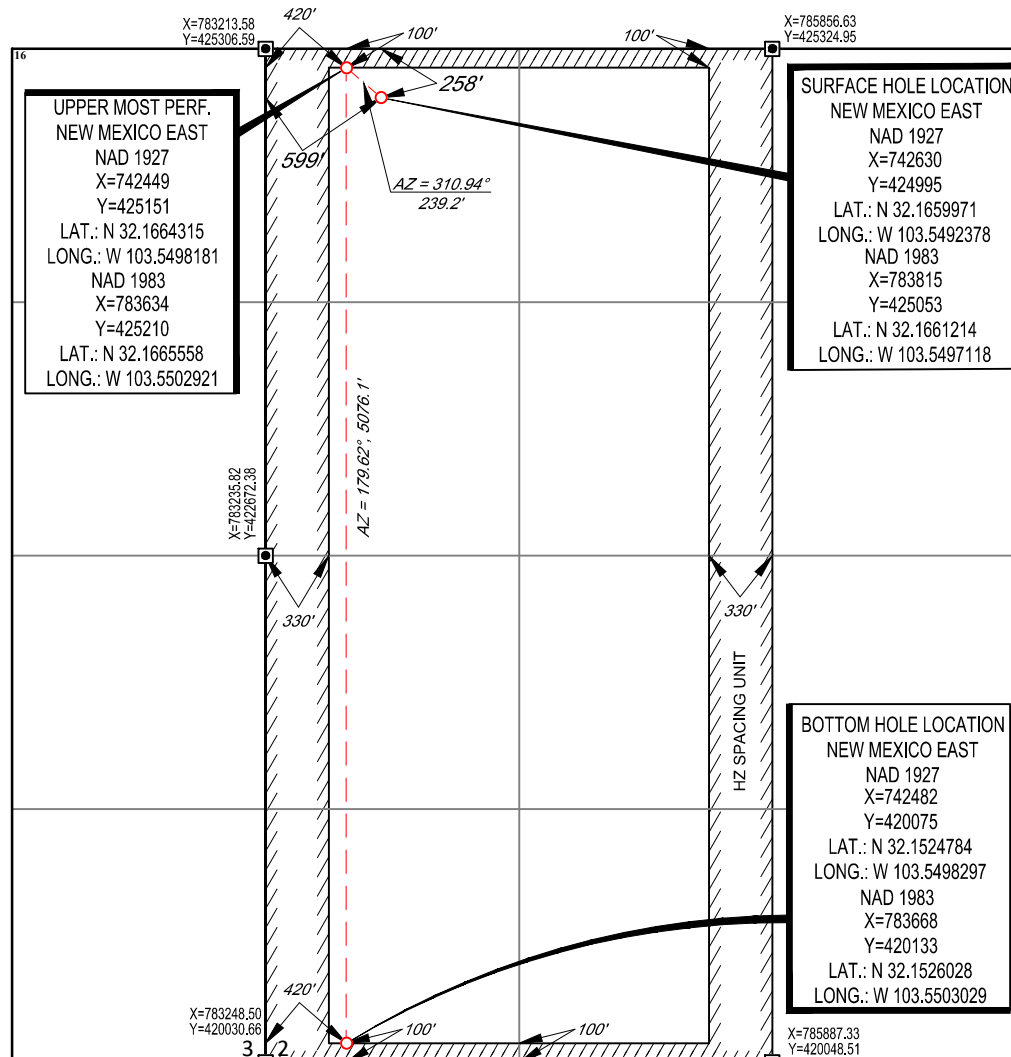 16
X=783213.58
Y=425306.59
420'
100'
100'
X=785856.63
Y=425324.95
258'
599'
AZ = 310.94°
239.2'
UPPER MOST PERF.
NEW MEXICO EAST
NAD 1927
X=742449
Y=425151
LAT.: N 32.1664315
LONG.: W 103.5498181
NAD 1983
X=783634
Y=425210
LAT.: N 32.1665558
LONG.: W 103.5502921
SURFACE HOLE LOCATION
NEW MEXICO EAST
NAD 1927
X=742630
Y=424995
LAT.: N 32.1659971
LONG.: W 103.5492378
NAD 1983
X=783815
Y=425053
LAT.: N 32.1661214
LONG.: W 103.5497118
AZ = 179.62°, 5076.1'
X=783235.82
Y=422672.38
330'
330'
HZ SPACING UNIT
BOTTOM HOLE LOCATION
NEW MEXICO EAST
NAD 1927
X=742482
Y=420075
LAT.: N 32.1524784
LONG.: W 103.5498297
NAD 1983
X=783668
Y=420133
LAT.: N 32.1526028
LONG.: W 103.5503029
420'
X=783248.50
Y=420030.66
3 2
100'
100'
X=785887.33
Y=420048.51